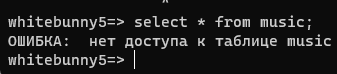 whitebunny5=> select * from music;
ОШИБКА:  нет доступа к таблице music
whitebunny5=>